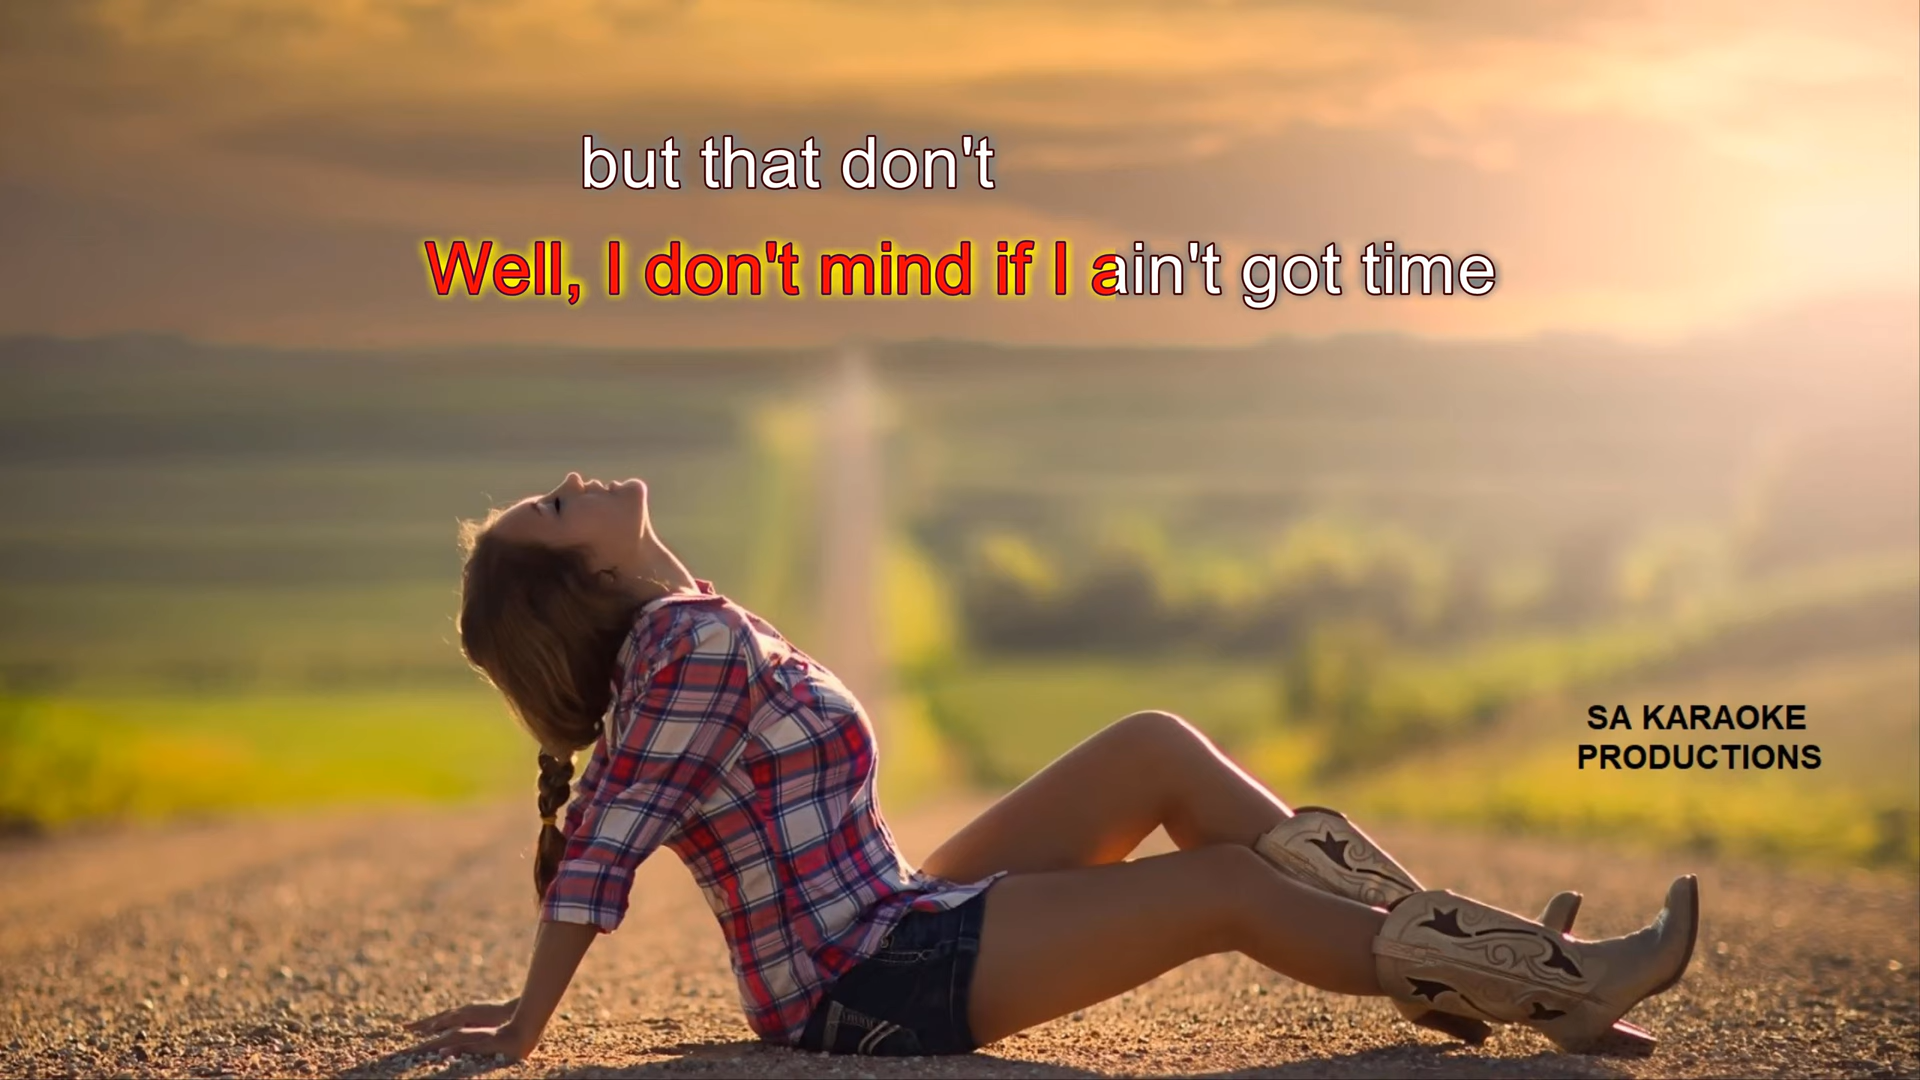 but that don't
Well, I don't mind if I ain't got time
SA KARAOKE
PRODUCTIONS